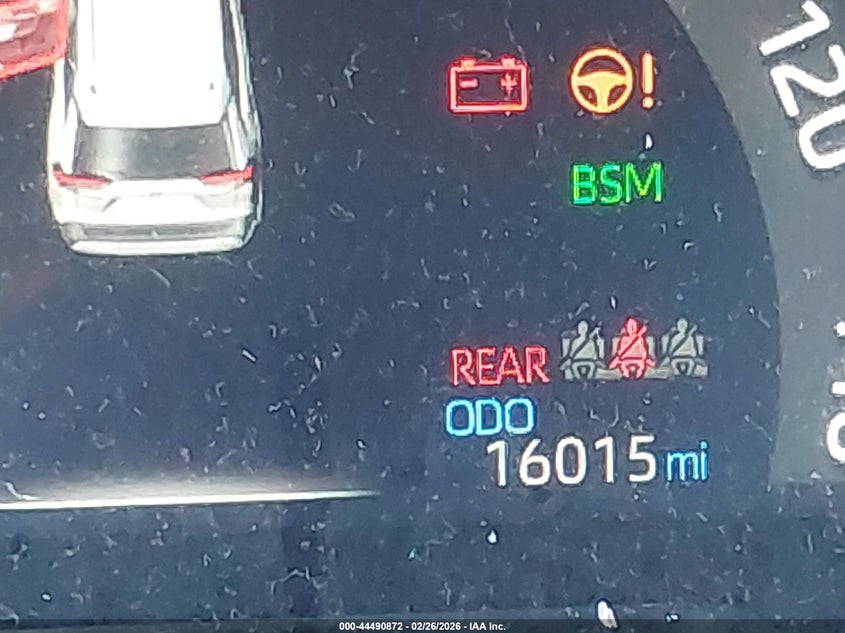 120
BSM
REAR
ODO
16015 mi
000-44490872 - 02/26/2026 - IAA Inc.